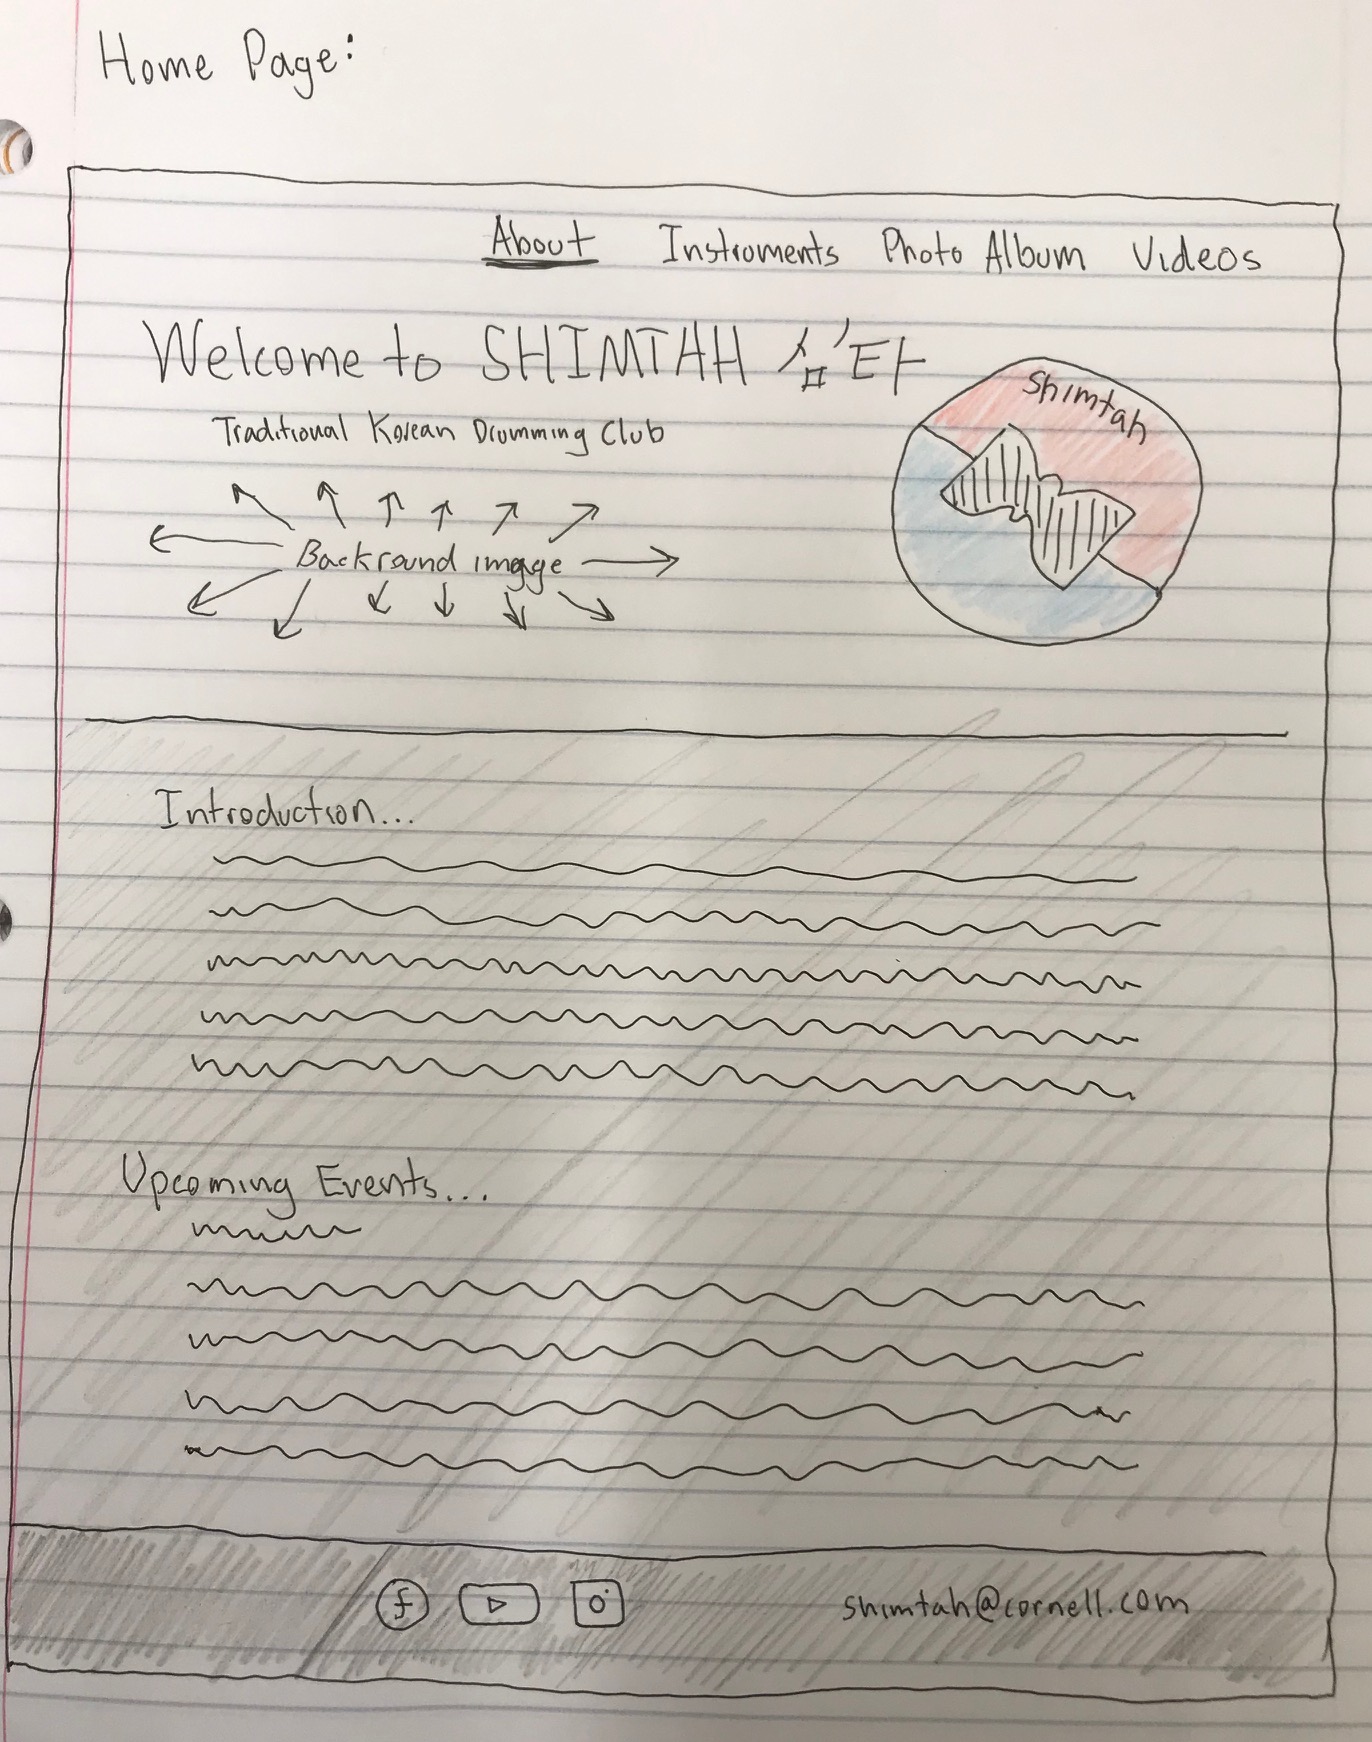 Home Page:
About Instruments Photo Album Videos
Welcome to SHIMTAH 심터
Shimtah
Traditional Korean Drumming Club
Backround image
Introduction...
Upcoming Events...
f
shimtah@cornell.com